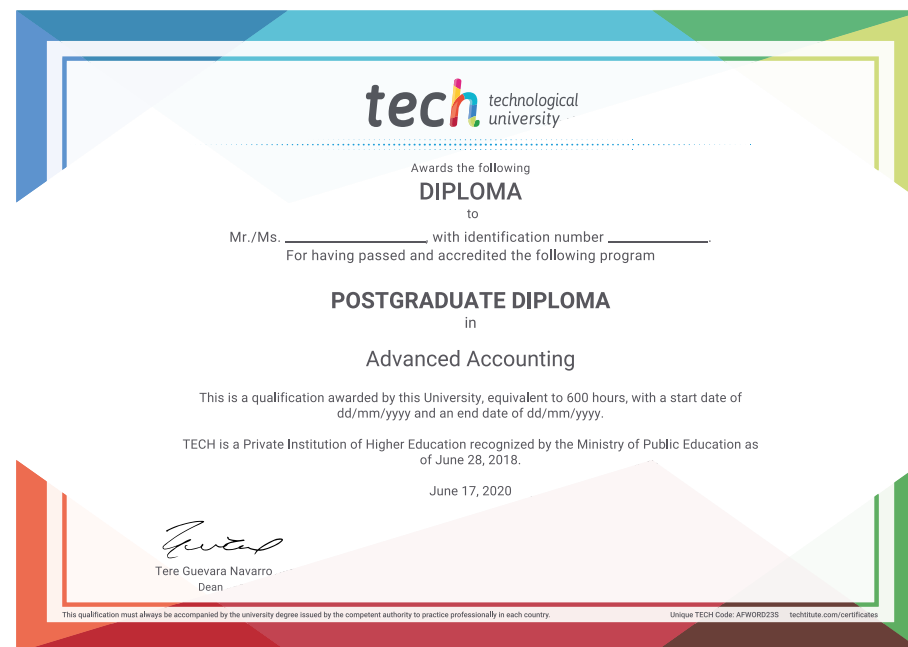 tech technological
university
Awards the following
DIPLOMA
to
Mr./Ms. ____________________, with identification number ______________.
For having passed and accredited the following program
POSTGRADUATE DIPLOMA
in
Advanced Accounting
This is a qualification awarded by this University, equivalent to 600 hours, with a start date of
dd/mm/yyyy and an end date of dd/mm/yyyy.
TECH is a Private Institution of Higher Education recognized by the Ministry of Public Education as
of June 28, 2018.
June 17, 2020
Tere Guevara Navarro
Dean
This qualification must always be accompanied by the university degree issued by the competent authority to practice professionally in each country.
Unique TECH Code: AFWORD23S techtitute.com/certificates